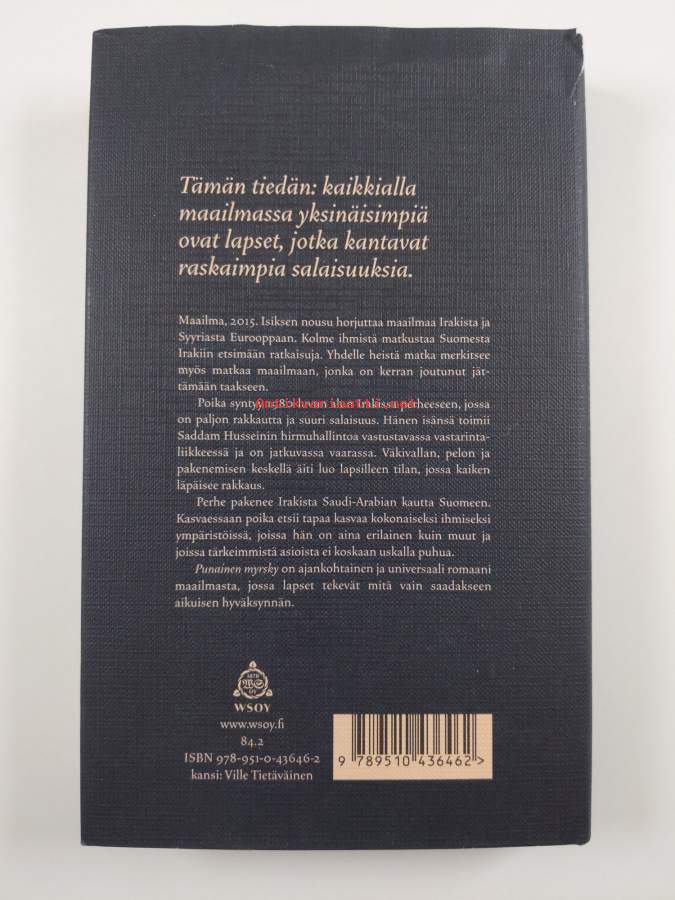 Tämän tiedän: kaikkialla
maailmassa yksinäisimpiä
ovat lapset, jotka kantavat
raskaimpia salaisuuksia.
Maailma, 2015. Isiksen nousu horjuttaa maailmaa Irakista ja
Syyriasta Eurooppaan. Kolme ihmistä matkustaa Suomesta
Irakiin etsimään ratkaisuja. Yhdelle heistä matka merkitsee
myös matkaa maailmaan, jonka on kerran joutunut jät-
tämään taakseen.
Poika syntyy 1980-luvun alun Irakissa perheeseen, jossa
on paljon rakkautta ja suuri salaisuus. Hänen isänsä toimii
Saddam Husseinin hirmuhallintoa vastustavassa vastarinta-
liikkeessä ja on jatkuvassa vaarassa. Väkivallan, pelon ja
pakenemisen keskellä äiti luo lapsilleen tilan, jossa kaiken
läpäisee rakkaus.
Perhe pakenee Irakista Saudi-Arabian kautta Suomeen.
Kasvaessaan poika etsii tapaa kasvaa kokonaiseksi ihmiseksi
ympäristöissä, joissa hän on aina erilainen kuin muut ja
joissa tärkeimmistä asioista ei koskaan uskalla puhua.
Punainen myrsky on ajankohtainen ja universaali romaani
maailmasta, jossa lapset tekevät mitä vain saadakseen
aikuisen hyväksynnän.
WSOY
www.wsoy.fi
84.2
ISBN 978-951-0-43646-2
kansi: Ville Tietäväinen
9 789510 436462 >